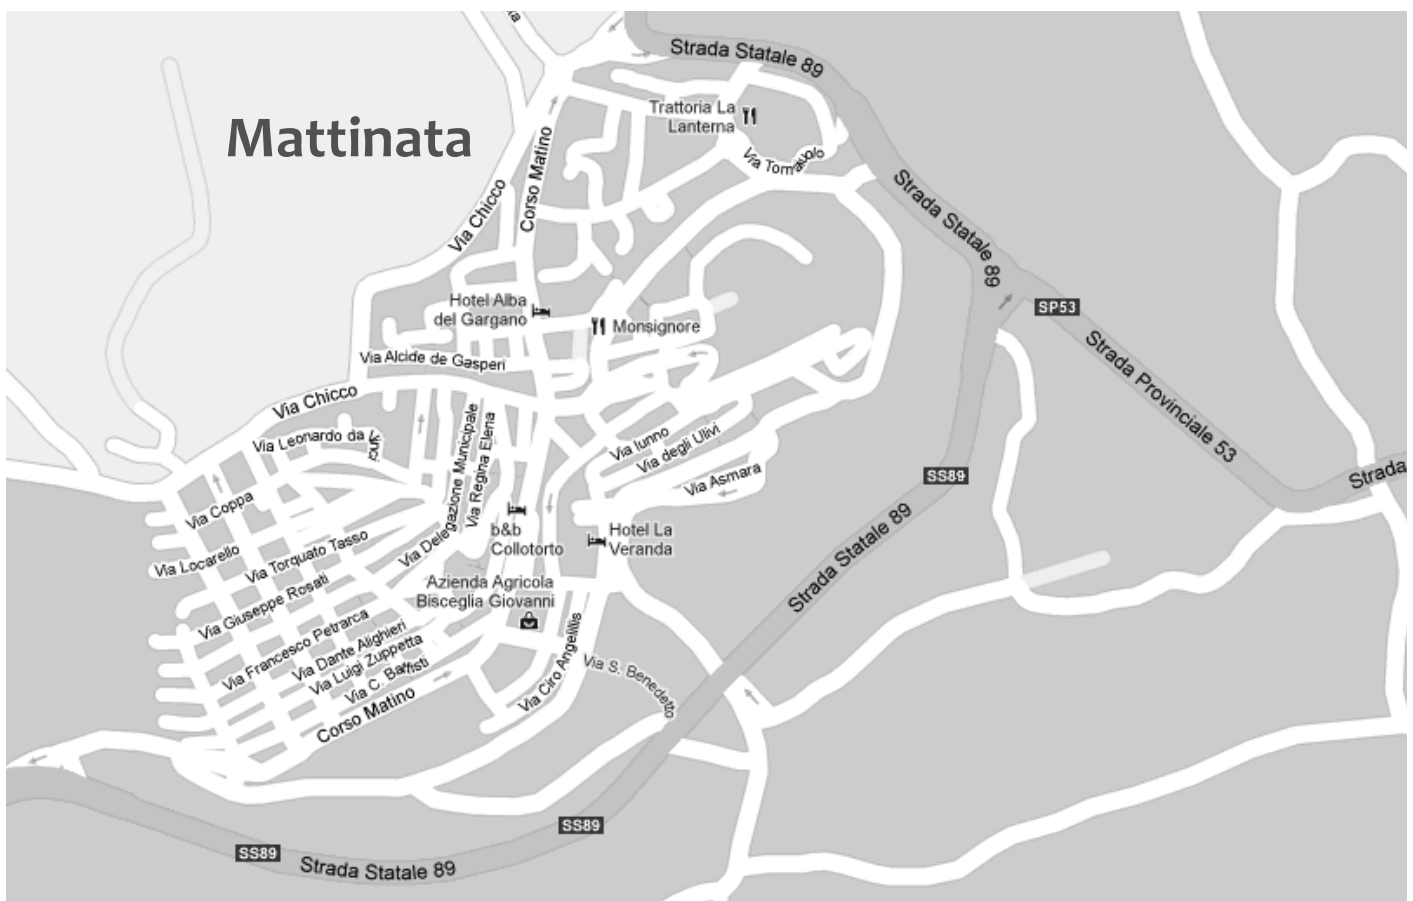 Strada Statale 89
Mattinata
Trattoria La
Lanterna
Via Tomasuolo
Corso Matino
Via Chicco
Strada Statale 89
Hotel Alba
del Gargano
SP53
Monsignore
Via Alcide de Gasperi
Strada Provinciale 53
Via Chicco
Via Leonardo da Vinci
Via Iunno
Via degli Ulivi
Via Regina Elena
Via Delegazione Municipale
Via Asmara
SS89
Strada
Via Coppa
b&b
Collotorto
Hotel La
Veranda
Via Locarello
Via Torquato Tasso
Strada Statale 89
Azienda Agricola
Bisceglia Giovanni
Via Giuseppe Rosati
Via Francesco Petrarca
Via Dante Alighieri
Via Luigi Zuppetta
Via C. Battisti
Via Ciro Angelillis
Via S. Benedetto
Corso Matino
SS89
SS89
Strada Statale 89